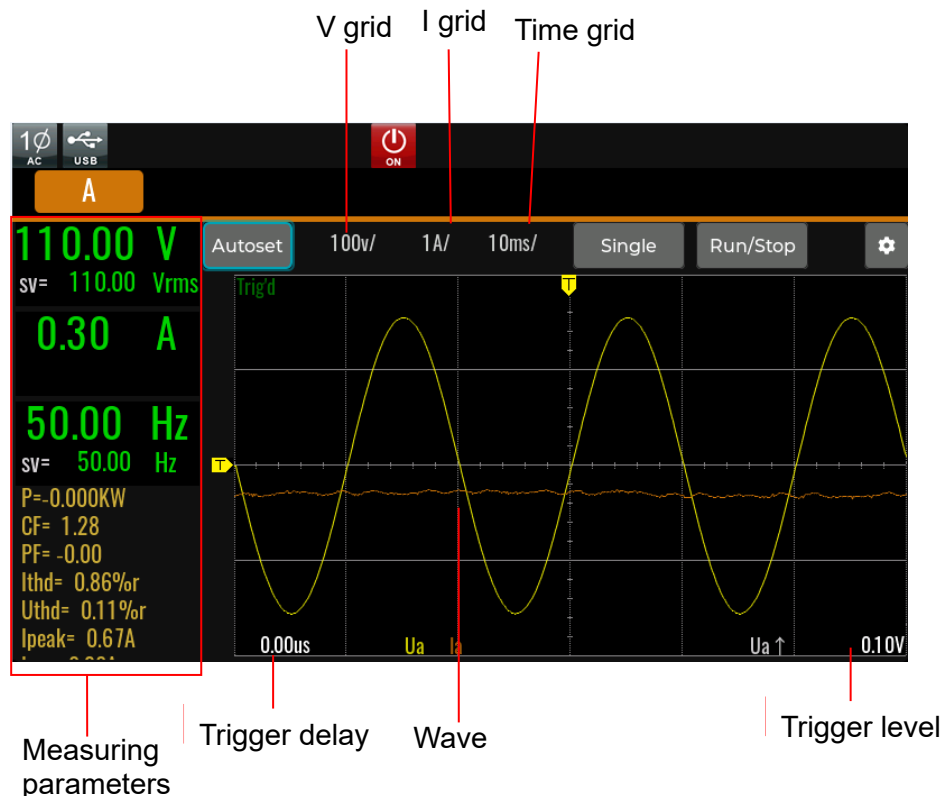 V grid I grid Time grid
1Ø AC USB ON
A
110.00 V
sv= 110.00 Vrms
0.30 A
50.00 Hz
sv= 50.00 Hz
P=-0.000KW
CF= 1.28
PF= -0.00
Ithd= 0.86%r
Uthd= 0.11%r
Ipeak= 0.67A
Autoset 100v/ 1A/ 10ms/ Single Run/Stop
Trig'd T
T
0.00us Ua Ia Ua↑ 0.10V
Measuring
parameters
Trigger delay Wave Trigger level